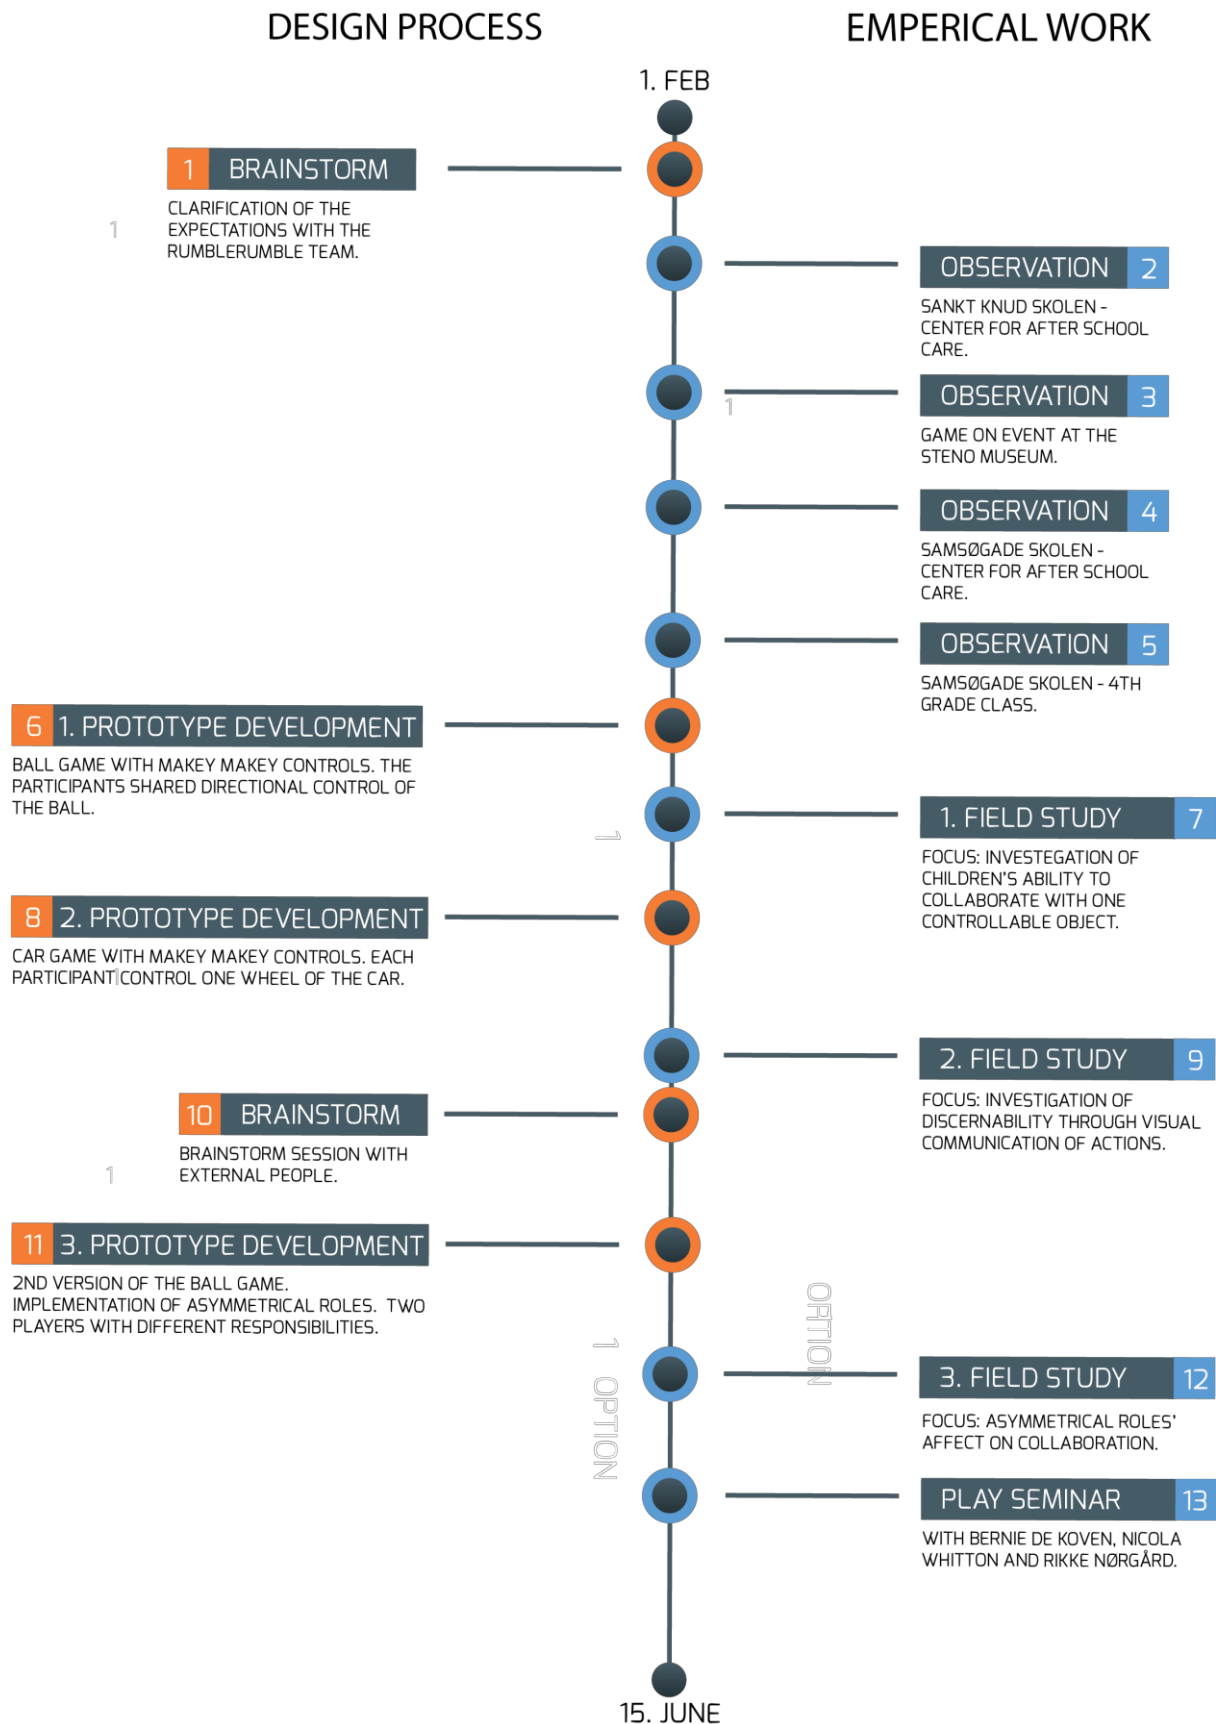 DESIGN PROCESS
EMPERICAL WORK
1. FEB
1 BRAINSTORM
CLARIFICATION OF THE
EXPECTATIONS WITH THE
RUMBLERUMBLE TEAM.
1
OBSERVATION 2
SANKT KNUD SKOLEN -
CENTER FOR AFTER SCHOOL
CARE.
OBSERVATION 3
1
GAME ON EVENT AT THE
STENO MUSEUM.
OBSERVATION 4
SAMSØGADE SKOLEN -
CENTER FOR AFTER SCHOOL
CARE.
OBSERVATION 5
SAMSØGADE SKOLEN - 4TH
GRADE CLASS.
6 1. PROTOTYPE DEVELOPMENT
BALL GAME WITH MAKEY MAKEY CONTROLS. THE
PARTICIPANTS SHARED DIRECTIONAL CONTROL OF
THE BALL.
1. FIELD STUDY 7
1
FOCUS: INVESTEGATION OF
CHILDREN'S ABILITY TO
COLLABORATE WITH ONE
CONTROLLABLE OBJECT.
8 2. PROTOTYPE DEVELOPMENT
CAR GAME WITH MAKEY MAKEY CONTROLS. EACH
PARTICIPANT CONTROL ONE WHEEL OF THE CAR.
1
2. FIELD STUDY 9
FOCUS: INVESTIGATION OF
DISCERNABILITY THROUGH VISUAL
COMMUNICATION OF ACTIONS.
10 BRAINSTORM
BRAINSTORM SESSION WITH
EXTERNAL PEOPLE.
1
11 3. PROTOTYPE DEVELOPMENT
2ND VERSION OF THE BALL GAME.
IMPLEMENTATION OF ASYMMETRICAL ROLES. TWO
PLAYERS WITH DIFFERENT RESPONSIBILITIES.
OPTION
1 OPTION
3. FIELD STUDY 12
FOCUS: ASYMMETRICAL ROLES'
AFFECT ON COLLABORATION.
PLAY SEMINAR 13
WITH BERNIE DE KOVEN, NICOLA
WHITTON AND RIKKE NØRGÅRD.
15. JUNE